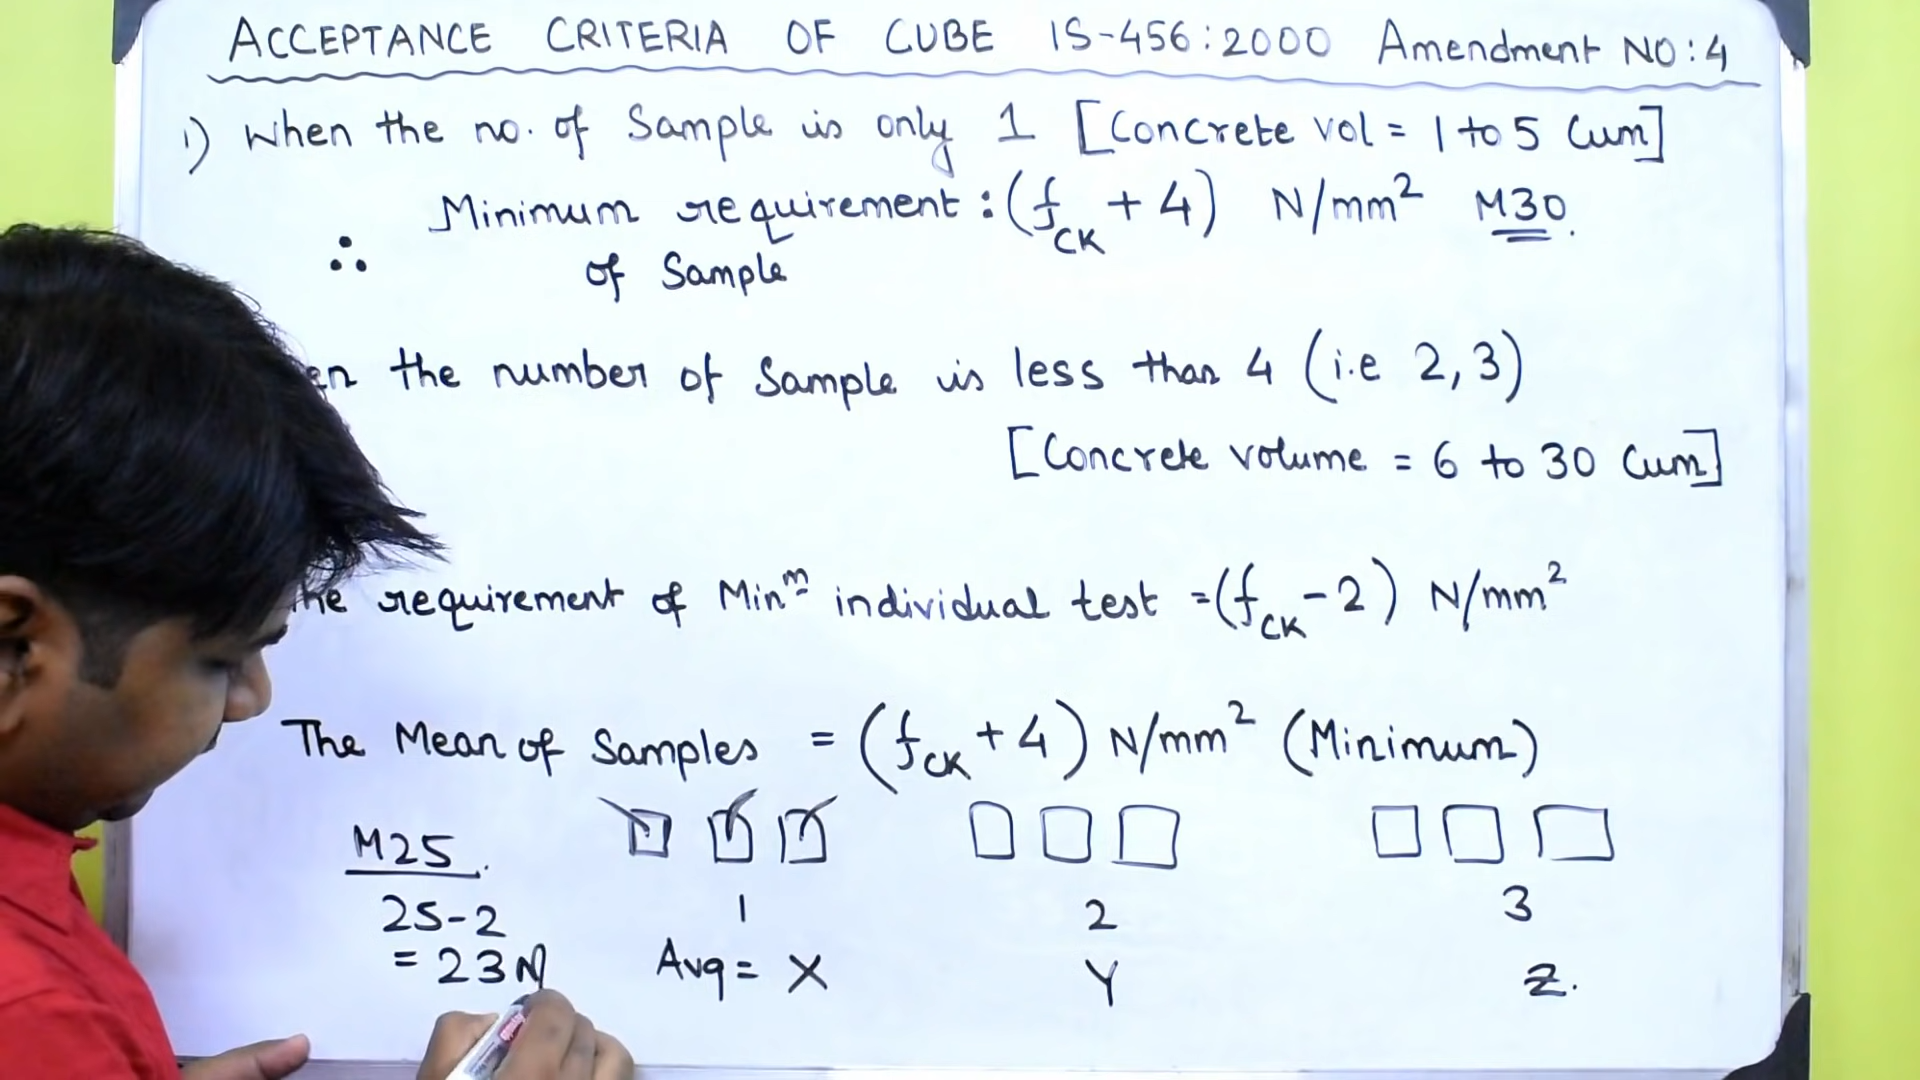 ACCEPTANCE CRITERIA OF CUBE IS-456:2000 Amendment NO:4
1) When the no. of Sample is only 1 [Concrete vol = 1 to 5 Cum]
Minimum requirement : (fCK + 4) N/mm² M30.
∴ of Sample
en the number of Sample is less than 4 (i.e 2,3)
[Concrete volume = 6 to 30 Cum]
The requirement of Minᵐ individual test = (fCK - 2) N/mm²
The Mean of Samples = (fCK + 4) N/mm² (Minimum)
M25.
25-2 1 2 3
= 23 N Avg = X Y Z.